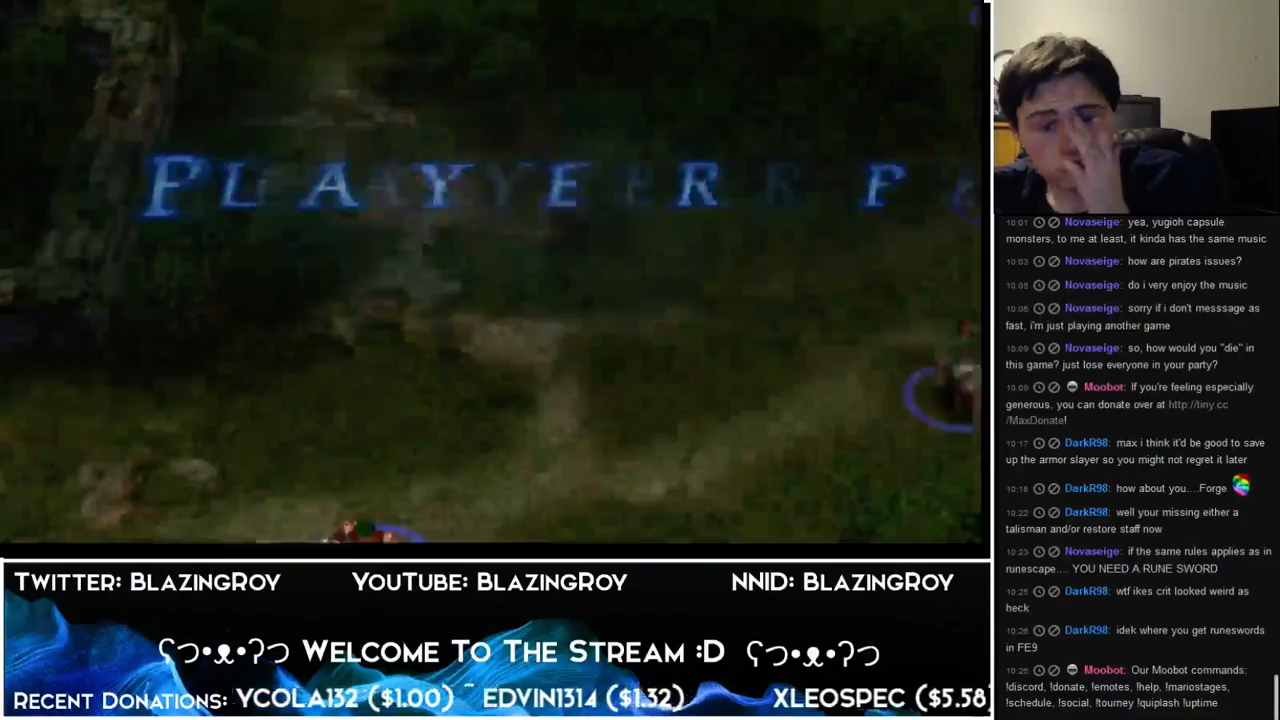 PLAYER P
10:01 Novaseige: yea, yugioh capsule
monsters, to me at least, it kinda has the same music
10:03 Novaseige: how are pirates issues?
10:05 Novaseige: do i very enjoy the music
10:05 Novaseige: sorry if i don't messsage as
fast, i'm just playing another game
10:09 Novaseige: so, how would you "die" in
this game? just lose everyone in your party?
10:09 Moobot: If you're feeling especially
generous, you can donate over at http://tiny.cc
/MaxDonate!
10:17 DarkR98: max i think it'd be good to save
up the armor slayer so you might not regret it later
10:18 DarkR98: how about you....Forge
10:22 DarkR98: well your missing either a
talisman and/or restore staff now
10:23 Novaseige: if the same rules applies as in
runescape.... YOU NEED A RUNE SWORD
10:25 DarkR98: wtf ikes crit looked weird as
heck
10:26 DarkR98: idek where you get runeswords
in FE9
10:26 Moobot: Our Moobot commands:
!discord, !donate, !emotes, !help, !mariostages,
!schedule, !social, !tourney !quiplash !uptime
Twitter: BlazingRoy YouTube: BlazingRoy NNID: BlazingRoy
ʕつ•ᴥ•ʔつ Welcome To The Stream :D ʕつ•ᴥ•ʔつ
Recent Donations: YCOLA132 ($1.00) ~ EDVIN1314 ($1.32) XLEOSPEC ($5.58)